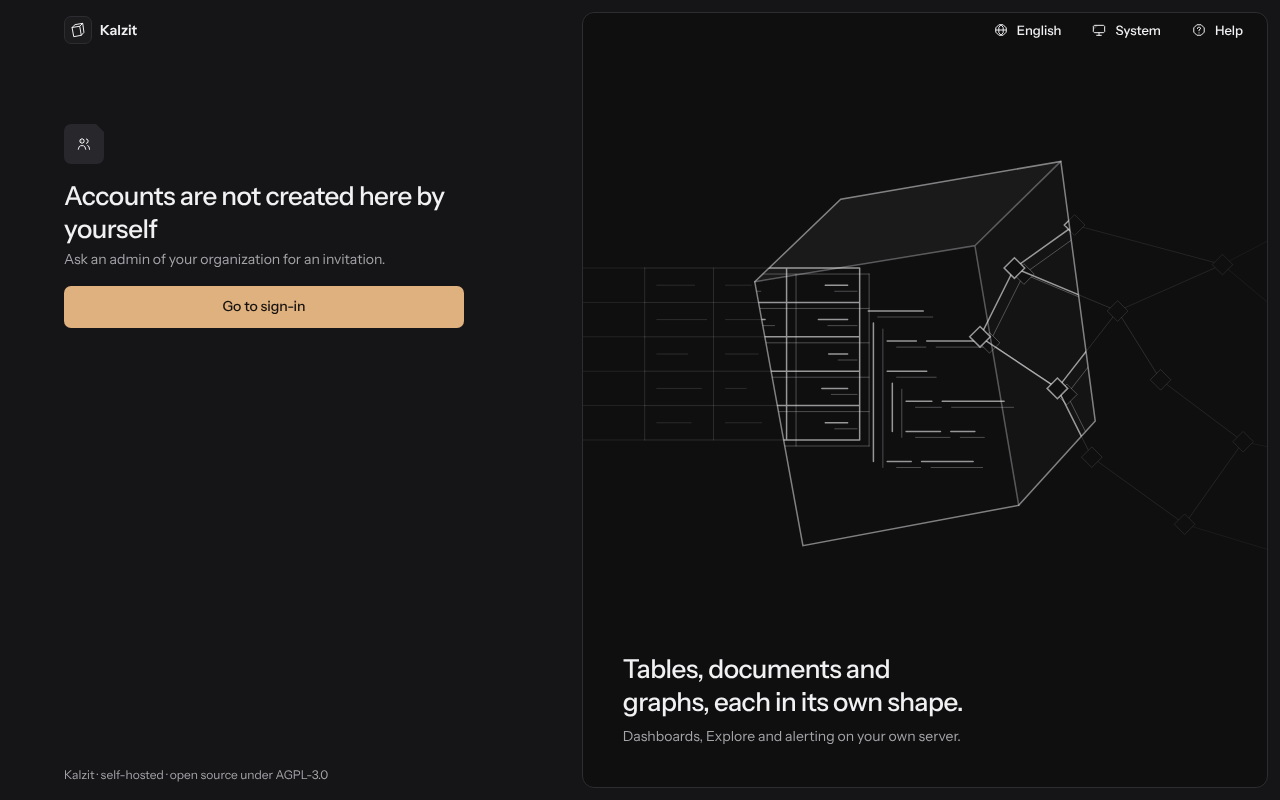 Kalzit
English
System
Help
Accounts are not created here by
yourself
Ask an admin of your organization for an invitation.
Go to sign-in
Tables, documents and
graphs, each in its own shape.
Dashboards, Explore and alerting on your own server.
Kalzit · self-hosted · open source under AGPL-3.0